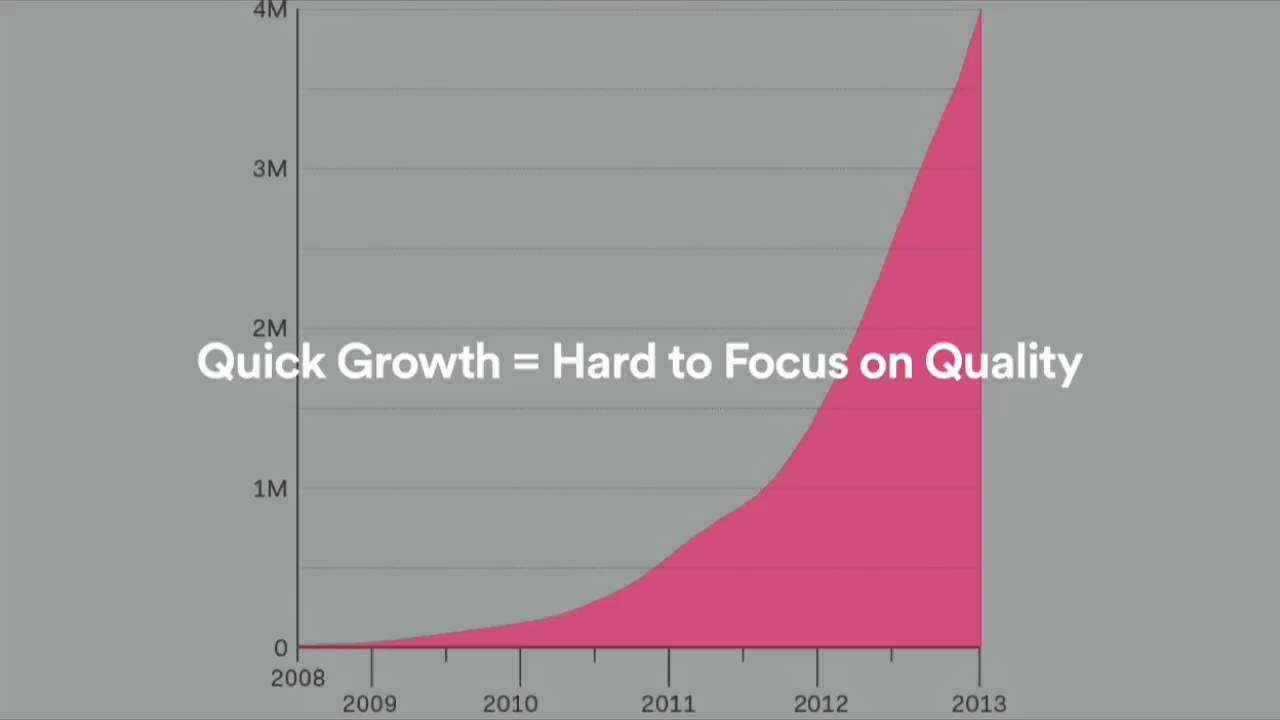 4M
3M
2M
Quick Growth = Hard to Focus on Quality
1M
0
2008
2009 2010 2011 2012 2013